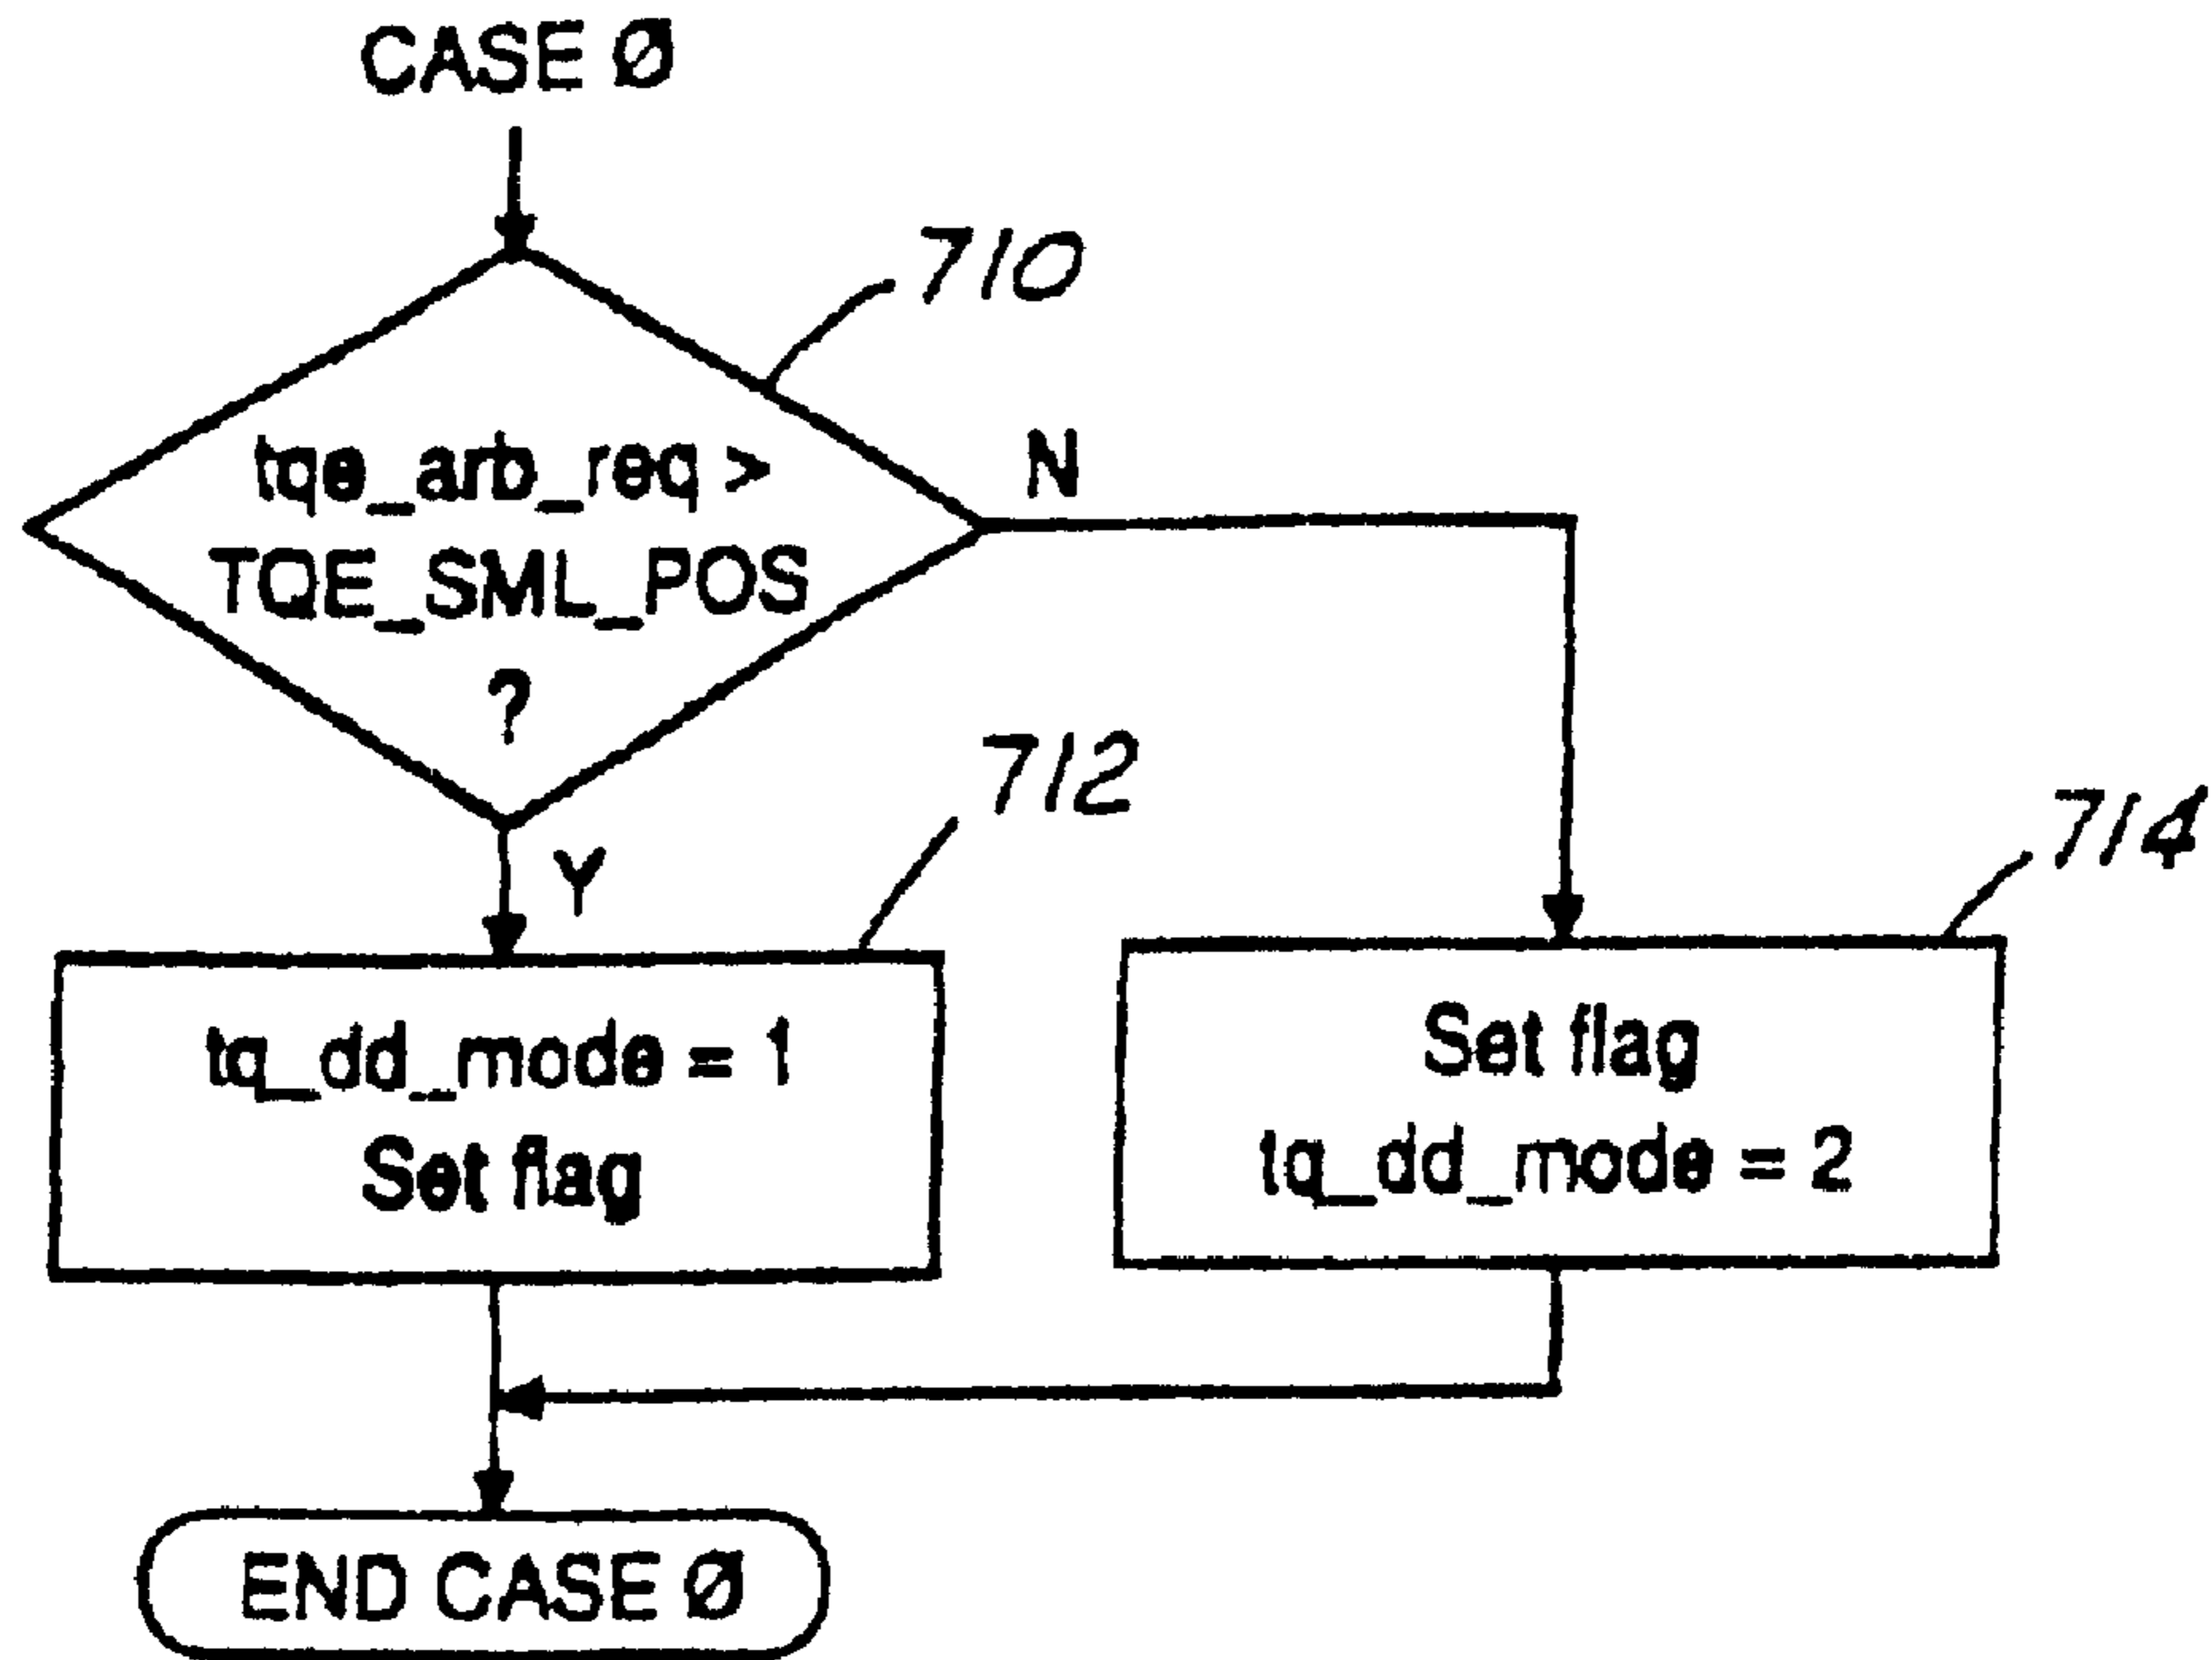 CASE Ø
710
tqe_arb_req >
TQE_SML_POS
?
N
Y
712
tq_dd_mode = 1
Set flag
714
Set flag
tq_dd_mode = 2
END CASE Ø